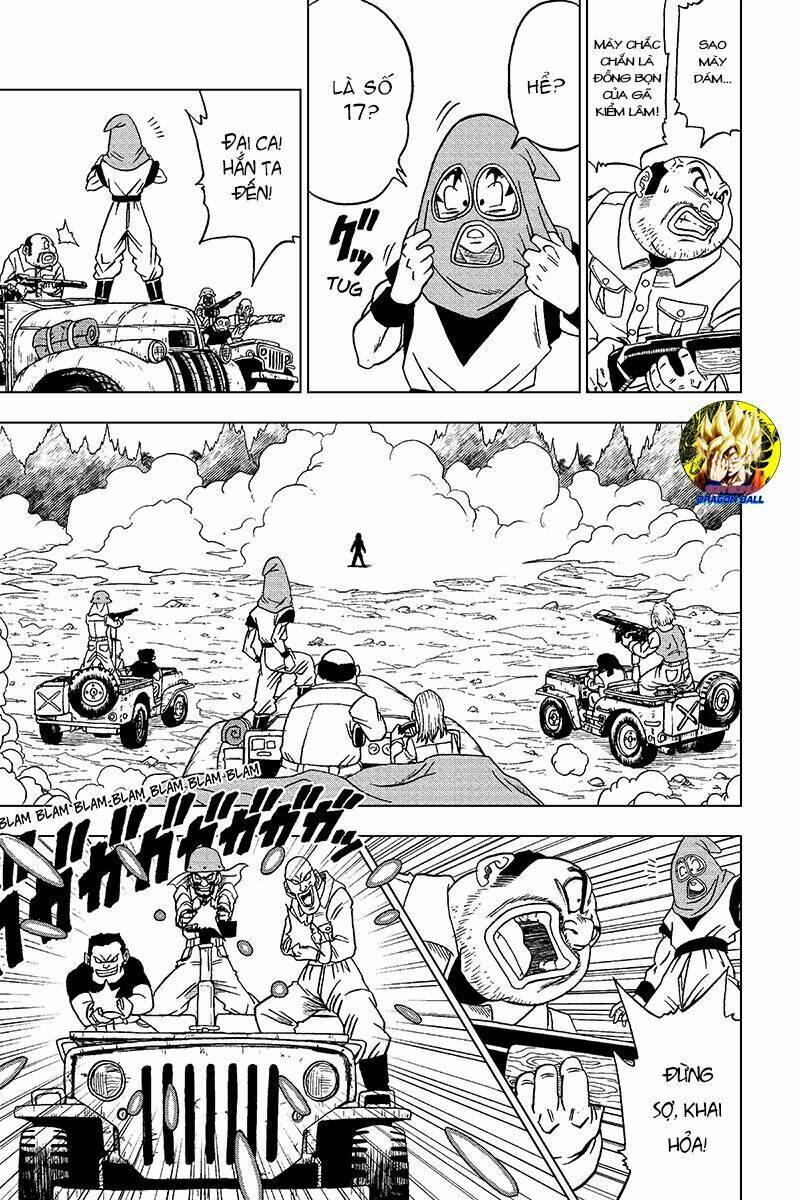 SAO
MÀY
DÁM...
MÀY CHẮC
CHẮN LÀ
ĐỒNG BỌN
CỦA GÃ
KIỂM LÂM!
HỂ?
LÀ SỐ
17?
グッ
TUG
ĐẠI CA!
HẮN TA
ĐẾN!
DRAGON BALL
ĐỪNG
SỢ, KHAI
HỎA!
BLAM BLAM BLAM BLAM BLAM BLAM BLAM
ガガガガガガガッ